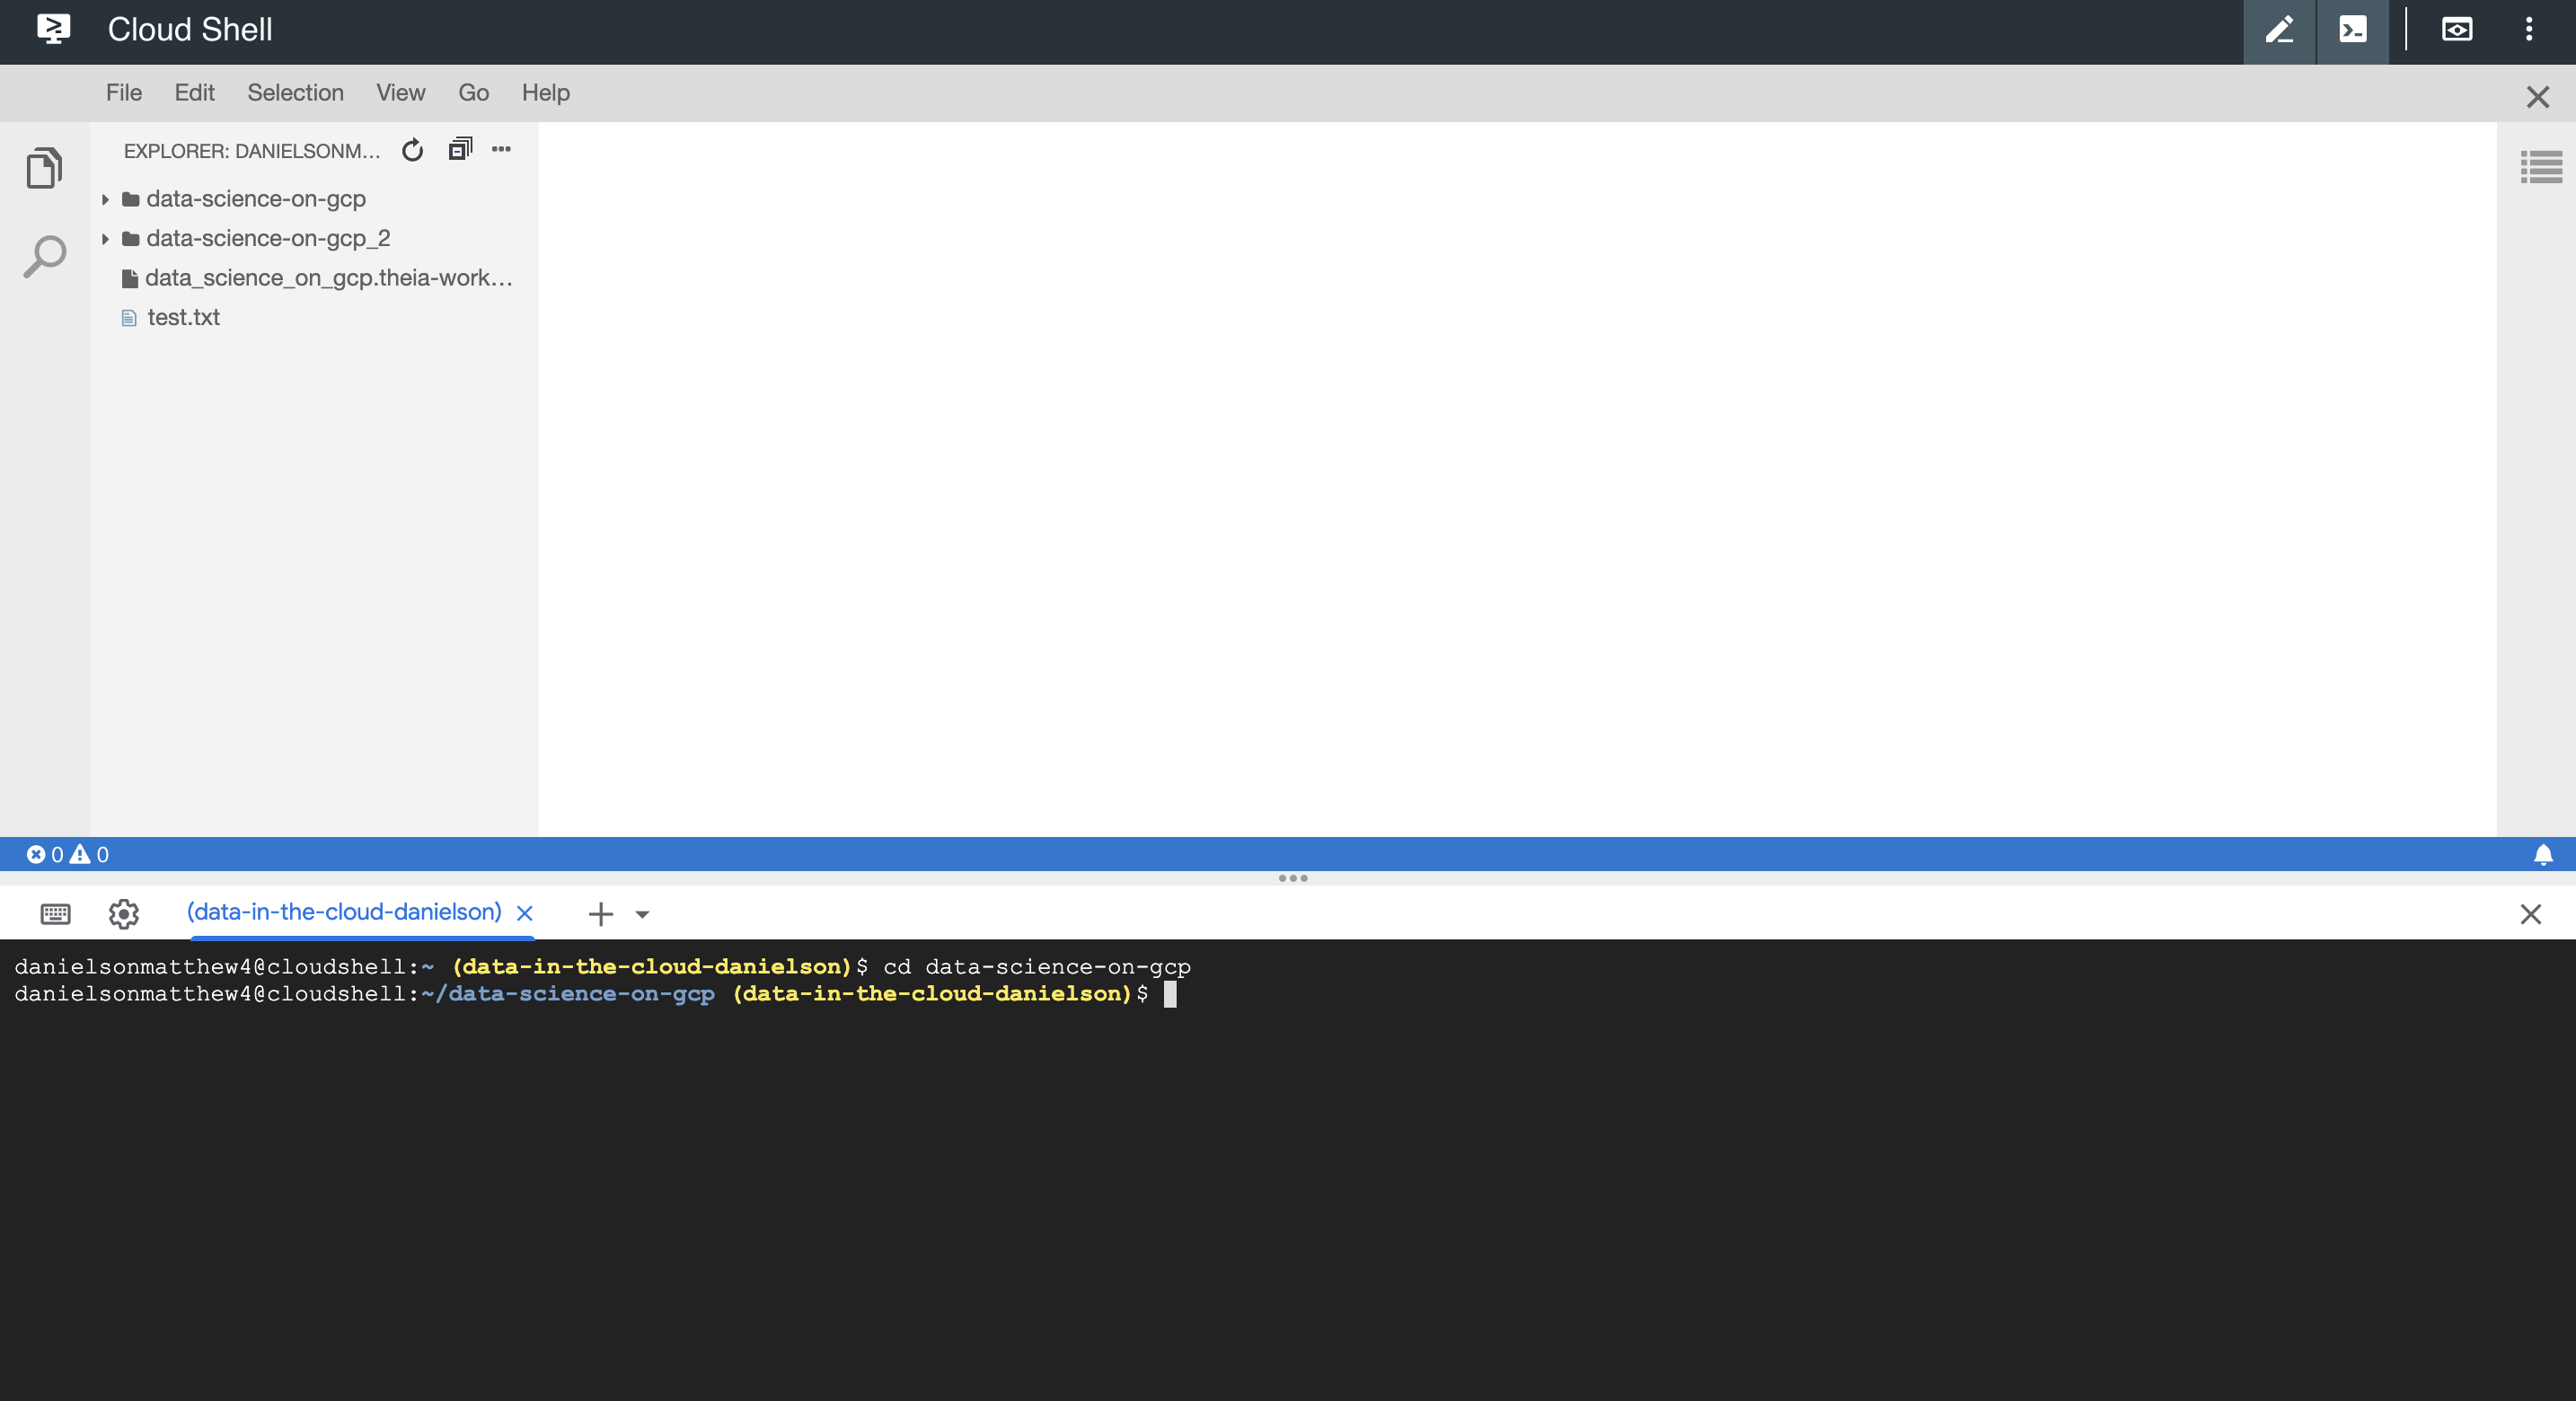 Cloud Shell
File Edit Selection View Go Help
EXPLORER: DANIELSONM...
data-science-on-gcp
data-science-on-gcp_2
data_science_on_gcp.theia-work...
test.txt
0 0
(data-in-the-cloud-danielson)
danielsonmatthew4@cloudshell:~ (data-in-the-cloud-danielson)$ cd data-science-on-gcp
danielsonmatthew4@cloudshell:~/data-science-on-gcp (data-in-the-cloud-danielson)$